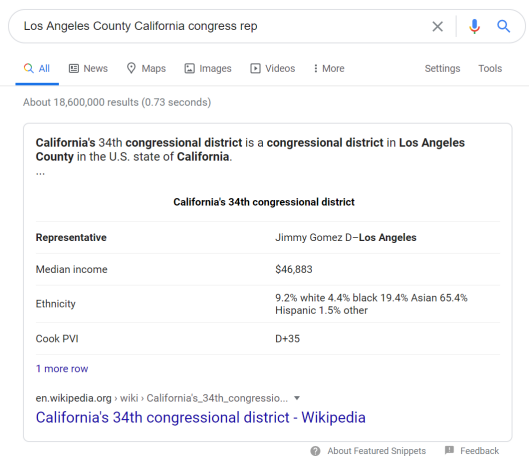 Los Angeles County California congress rep
All News Maps Images Videos More Settings Tools
About 18,600,000 results (0.73 seconds)
California's 34th congressional district is a congressional district in Los Angeles
County in the U.S. state of California.
...
California's 34th congressional district
Representative Jimmy Gomez D–Los Angeles
Median income $46,883
Ethnicity 9.2% white 4.4% black 19.4% Asian 65.4%
Hispanic 1.5% other
Cook PVI D+35
1 more row
en.wikipedia.org › wiki › California's_34th_congressio...
California's 34th congressional district - Wikipedia
About Featured Snippets Feedback